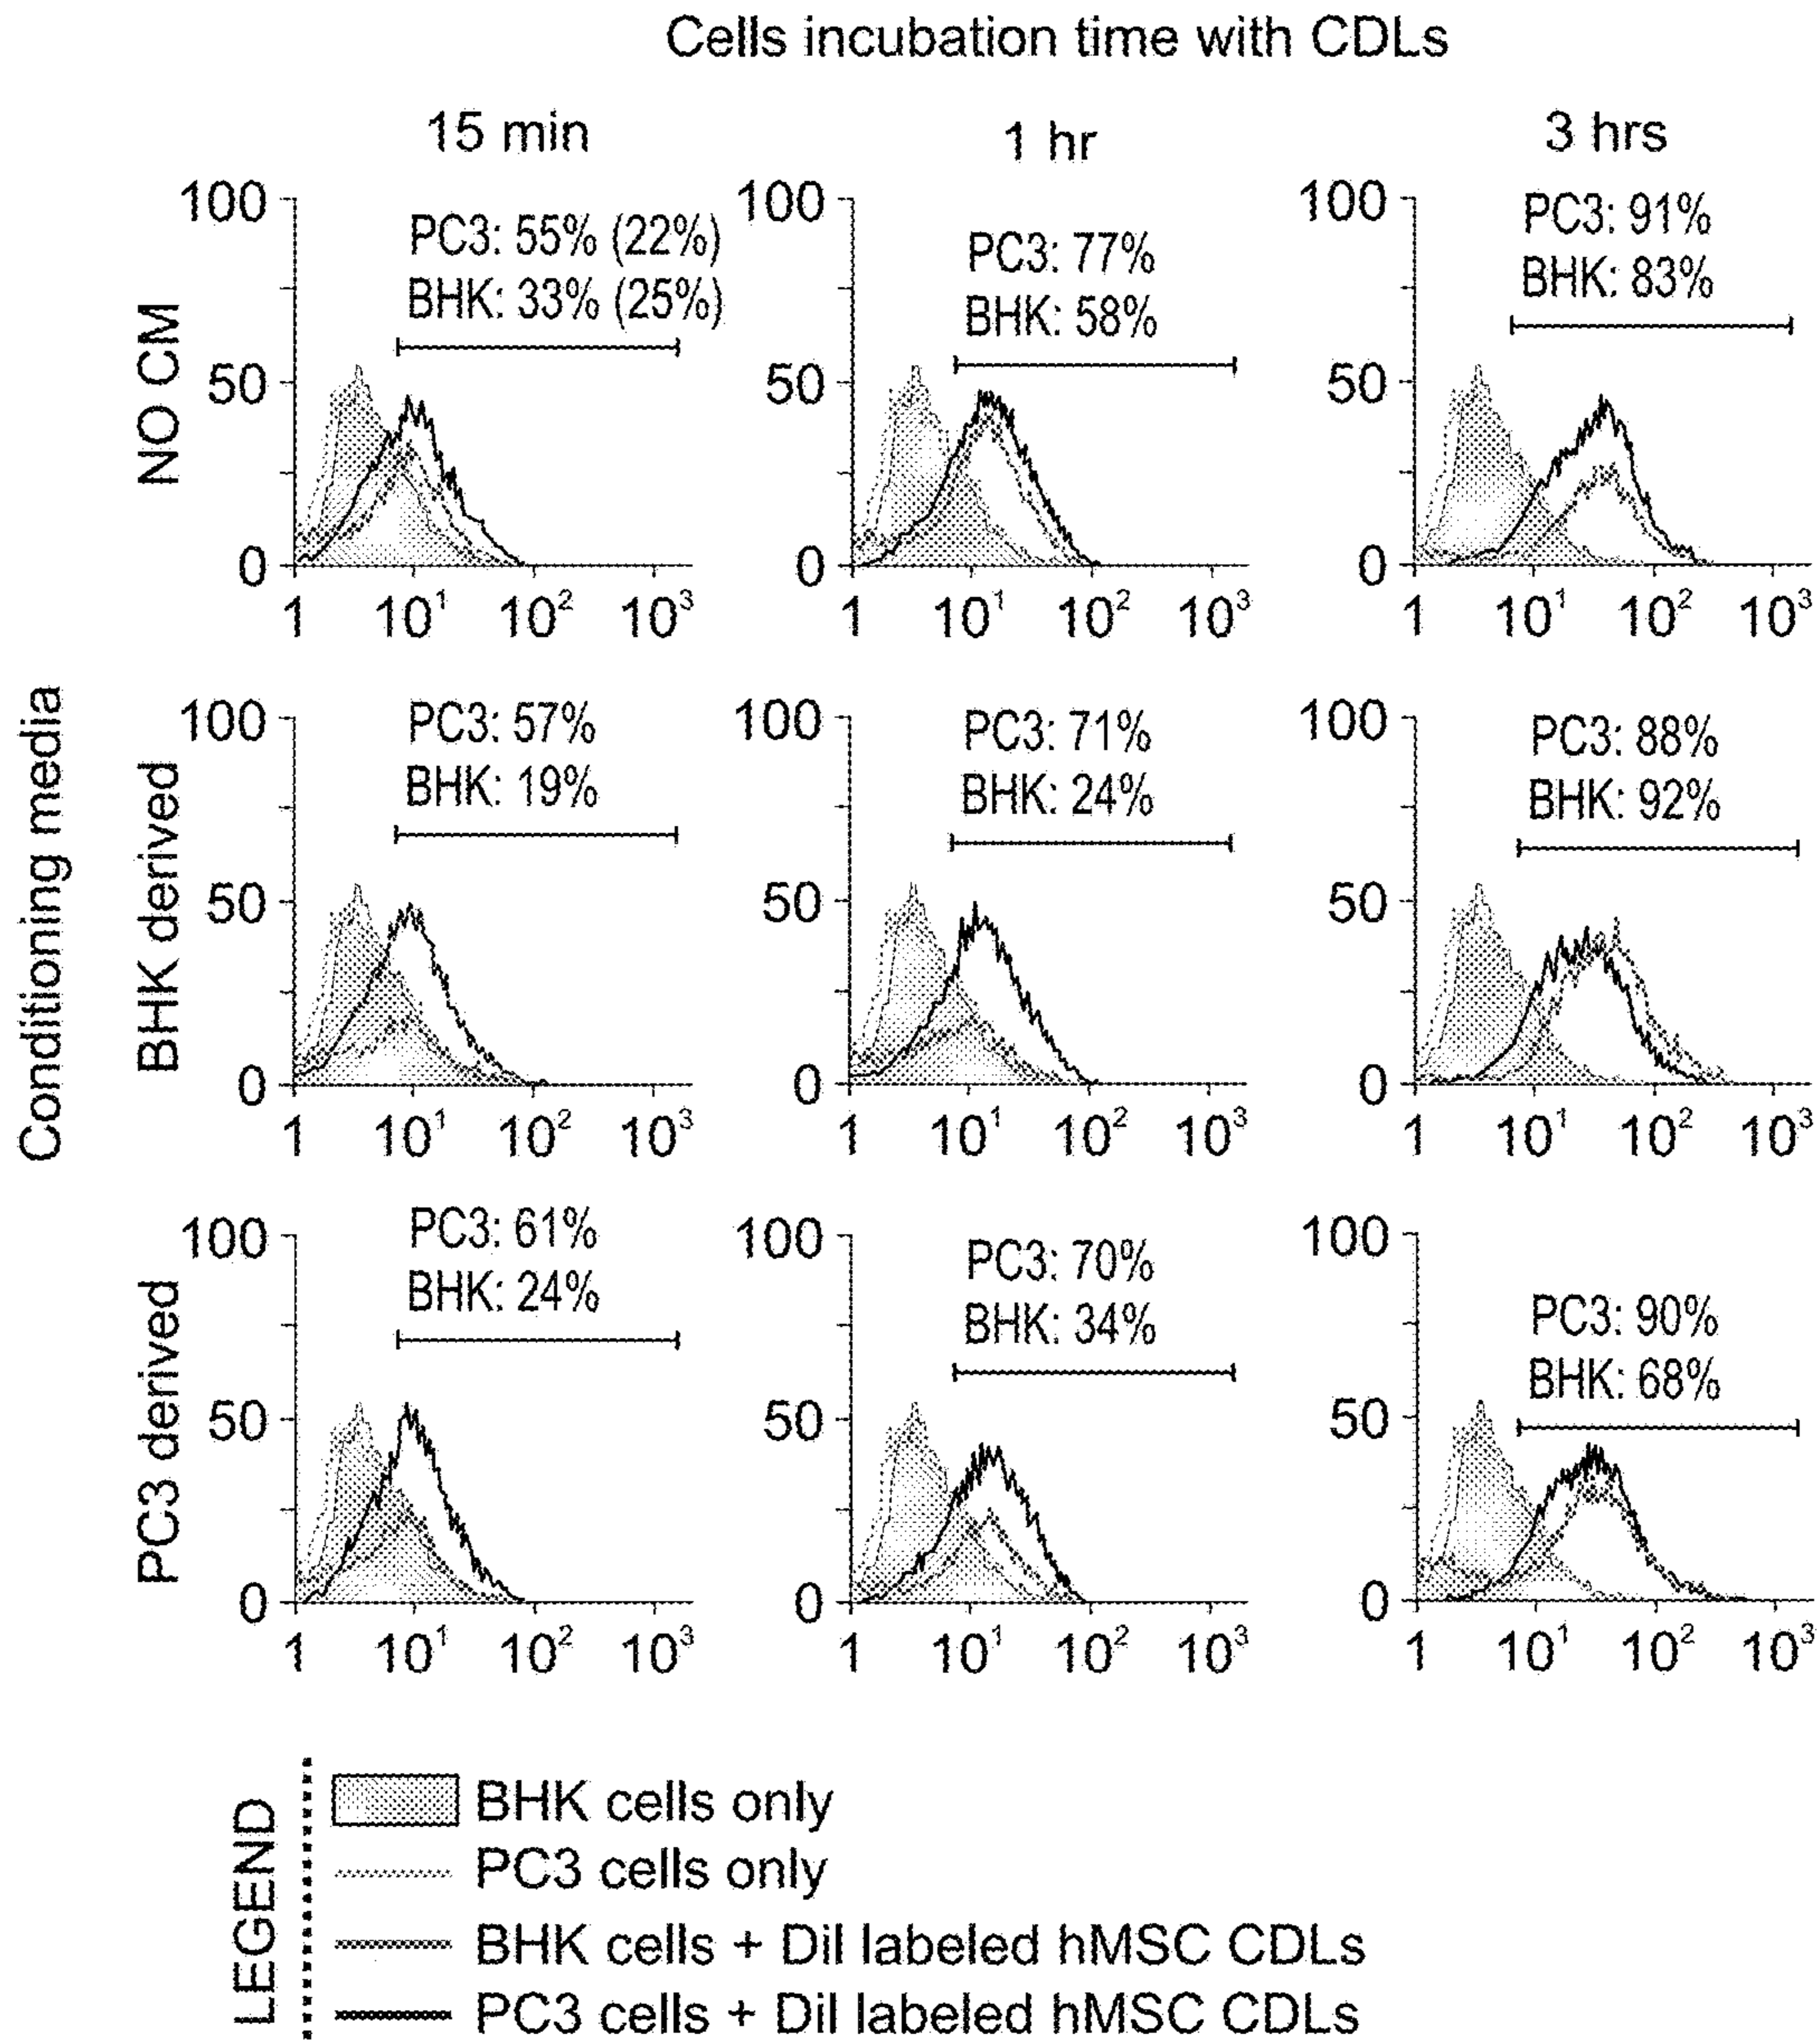 Cells incubation time with CDLs
15 min
1 hr
3 hrs
Conditioning media
NO CM
100
50
0
PC3: 55% (22%)
BHK: 33% (25%)
1 10¹ 10² 10³
100
50
0
PC3: 77%
BHK: 58%
1 10¹ 10² 10³
100
50
0
PC3: 91%
BHK: 83%
1 10¹ 10² 10³
BHK derived
100
50
0
PC3: 57%
BHK: 19%
1 10¹ 10² 10³
100
50
0
PC3: 71%
BHK: 24%
1 10¹ 10² 10³
100
50
0
PC3: 88%
BHK: 92%
1 10¹ 10² 10³
PC3 derived
100
50
0
PC3: 61%
BHK: 24%
1 10¹ 10² 10³
100
50
0
PC3: 70%
BHK: 34%
1 10¹ 10² 10³
100
50
0
PC3: 90%
BHK: 68%
1 10¹ 10² 10³
LEGEND
BHK cells only
PC3 cells only
BHK cells + Dil labeled hMSC CDLs
PC3 cells + Dil labeled hMSC CDLs